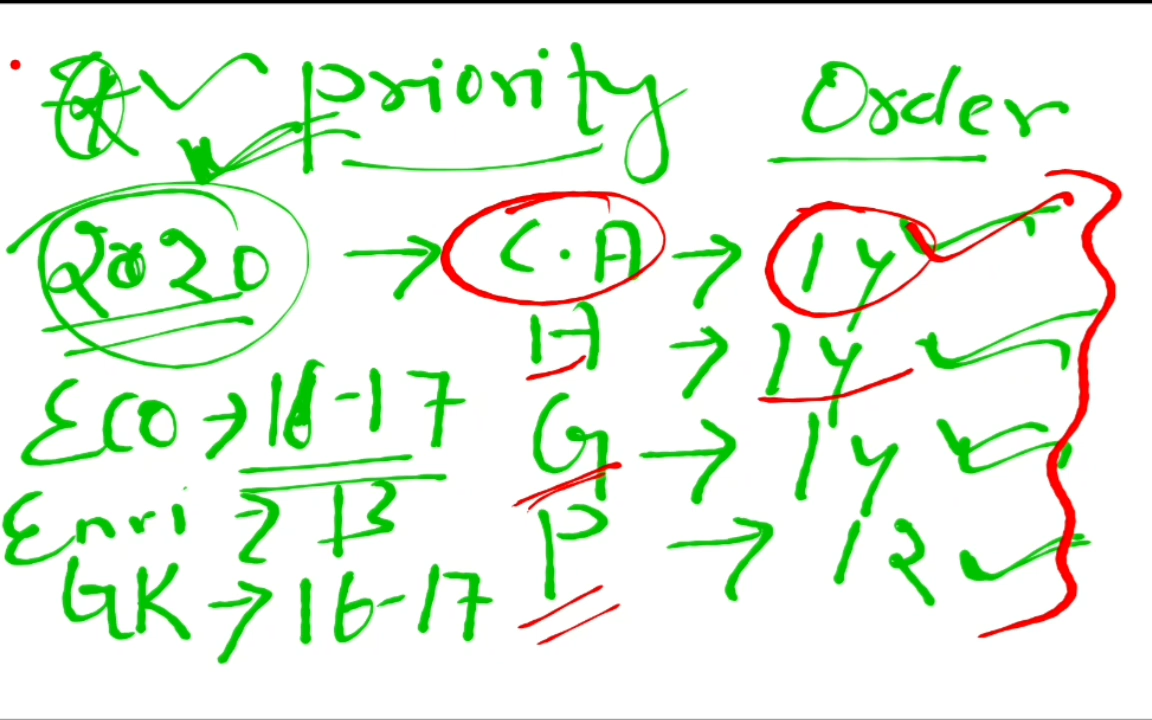 Priority Order
2020 → C.A → 14
H → 14
ECO → 16-17 G → 14
Envi → 13 P → 12
GK → 16-17